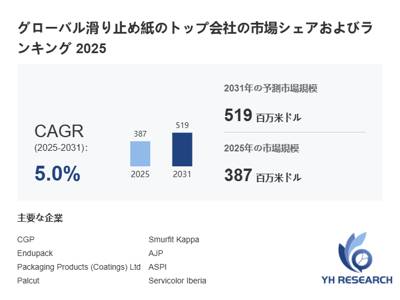 グローバル滑り止め紙のトップ会社の市場シェアおよびラ
ンキング 2025
CAGR
(2025-2031):
5.0%
387
519
2025
2031
2031年の予測市場規模
519 百万米ドル
2025年の市場規模
387 百万米ドル
主要な企業
CGP
Endupack
Packaging Products (Coatings) Ltd
Palcut
Smurfit Kappa
AJP
ASPI
Servicolor Iberia
YH RESEARCH